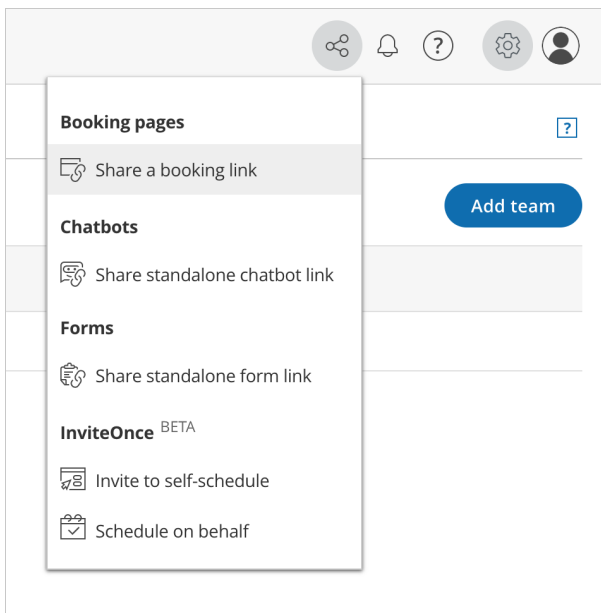 ?
Booking pages
?
Share a booking link
Add team
Chatbots
Share standalone chatbot link
Forms
Share standalone form link
InviteOnce BETA
Invite to self-schedule
Schedule on behalf